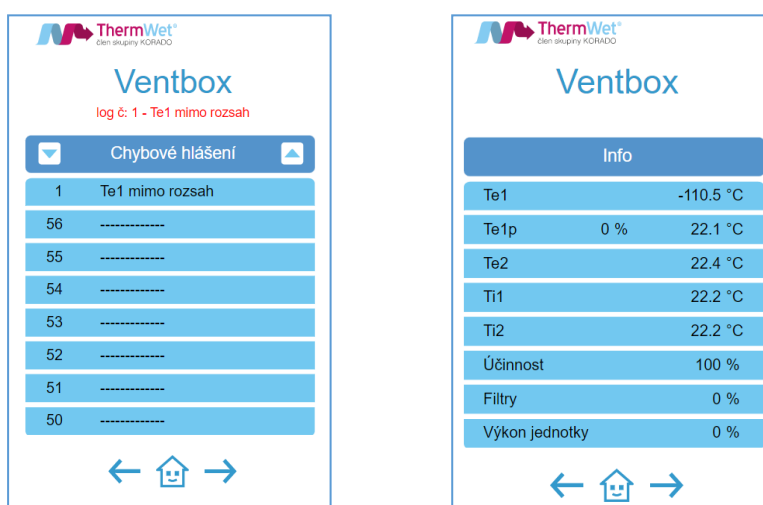 ThermWet®
člen skupiny KORADO
Ventbox
log č: 1 - Te1 mimo rozsah
Chybové hlášení
1 Te1 mimo rozsah
56 -------------
55 -------------
54 -------------
53 -------------
52 -------------
51 -------------
50 -------------
ThermWet®
člen skupiny KORADO
Ventbox
Info
Te1 -110.5 °C
Te1p 0 % 22.1 °C
Te2 22.4 °C
Ti1 22.2 °C
Ti2 22.2 °C
Účinnost 100 %
Filtry 0 %
Výkon jednotky 0 %